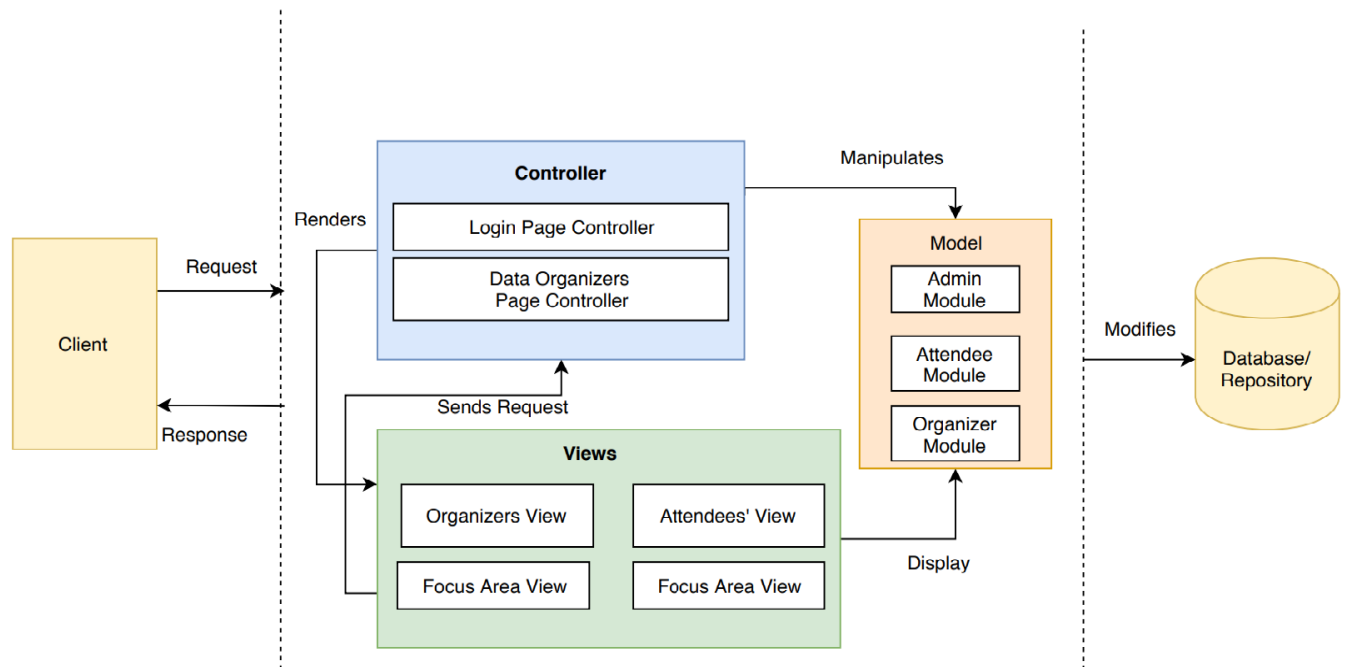 Controller
Login Page Controller
Data Organizers
Page Controller
Manipulates
Renders
Request
Client
Response
Sends Request
Views
Organizers View
Attendees' View
Focus Area View
Focus Area View
Display
Model
Admin
Module
Attendee
Module
Organizer
Module
Modifies
Database/
Repository